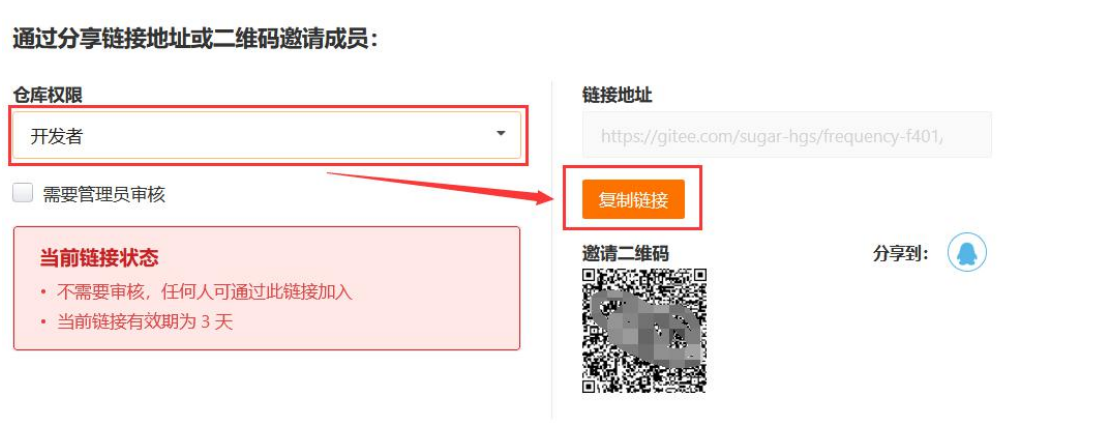 通过分享链接地址或二维码邀请成员：
仓库权限
开发者
需要管理员审核
当前链接状态
• 不需要审核，任何人可通过此链接加入
• 当前链接有效期为 3 天
链接地址
https://gitee.com/sugar-hgs/frequency-f401,
复制链接
邀请二维码
分享到：